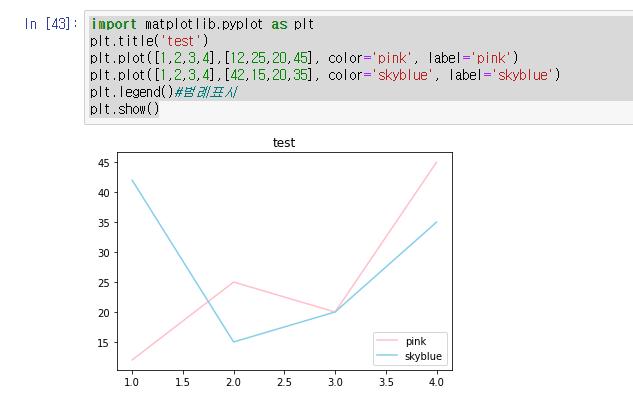 In [43]: import matplotlib.pyplot as plt
plt.title('test')
plt.plot([1,2,3,4],[12,25,20,45], color='pink', label='pink')
plt.plot([1,2,3,4],[42,15,20,35], color='skyblue', label='skyblue')
plt.legend()#범례표시
plt.show()
test
45
40
35
30
25
20
15
pink
skyblue
1.0 1.5 2.0 2.5 3.0 3.5 4.0